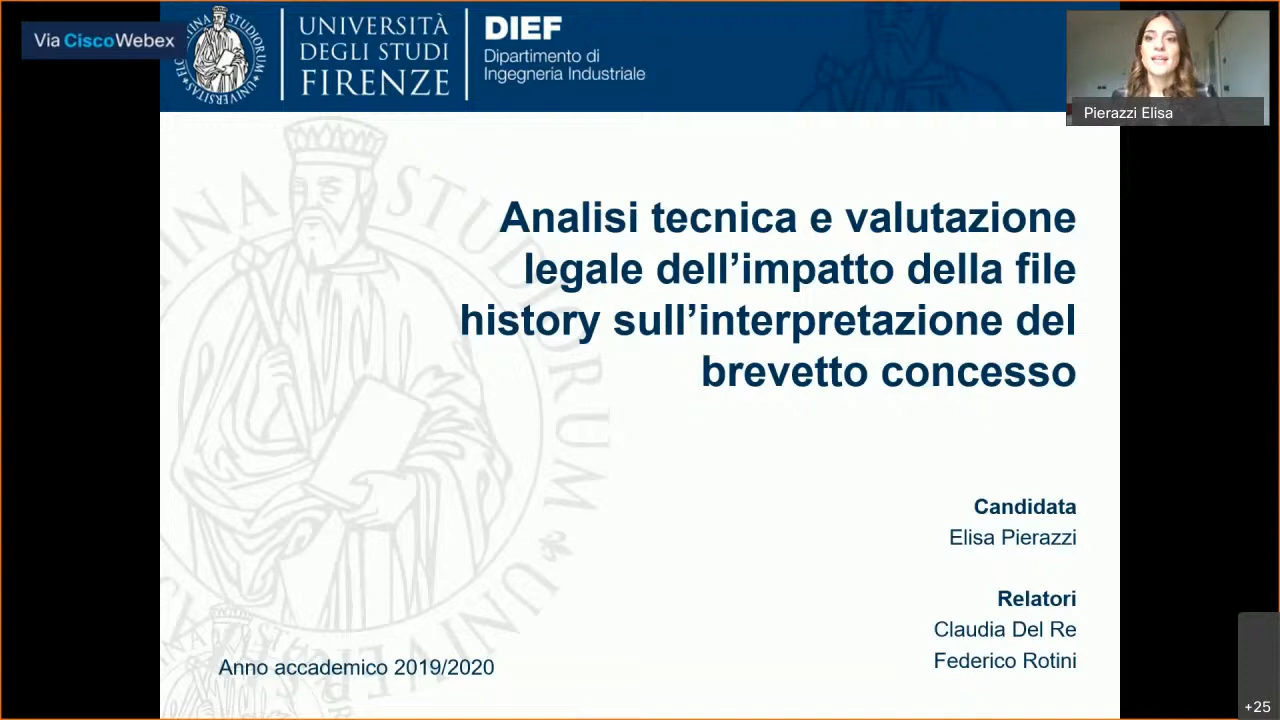 Via Cisco Webex
UNIVERSITÀ
DEGLI STUDI
FIRENZE
DIEF
Dipartimento di
Ingegneria Industriale
Pierazzi Elisa
Analisi tecnica e valutazione
legale dell’impatto della file
history sull’interpretazione del
brevetto concesso
Candidata
Elisa Pierazzi
Relatori
Claudia Del Re
Federico Rotini
Anno accademico 2019/2020
+25